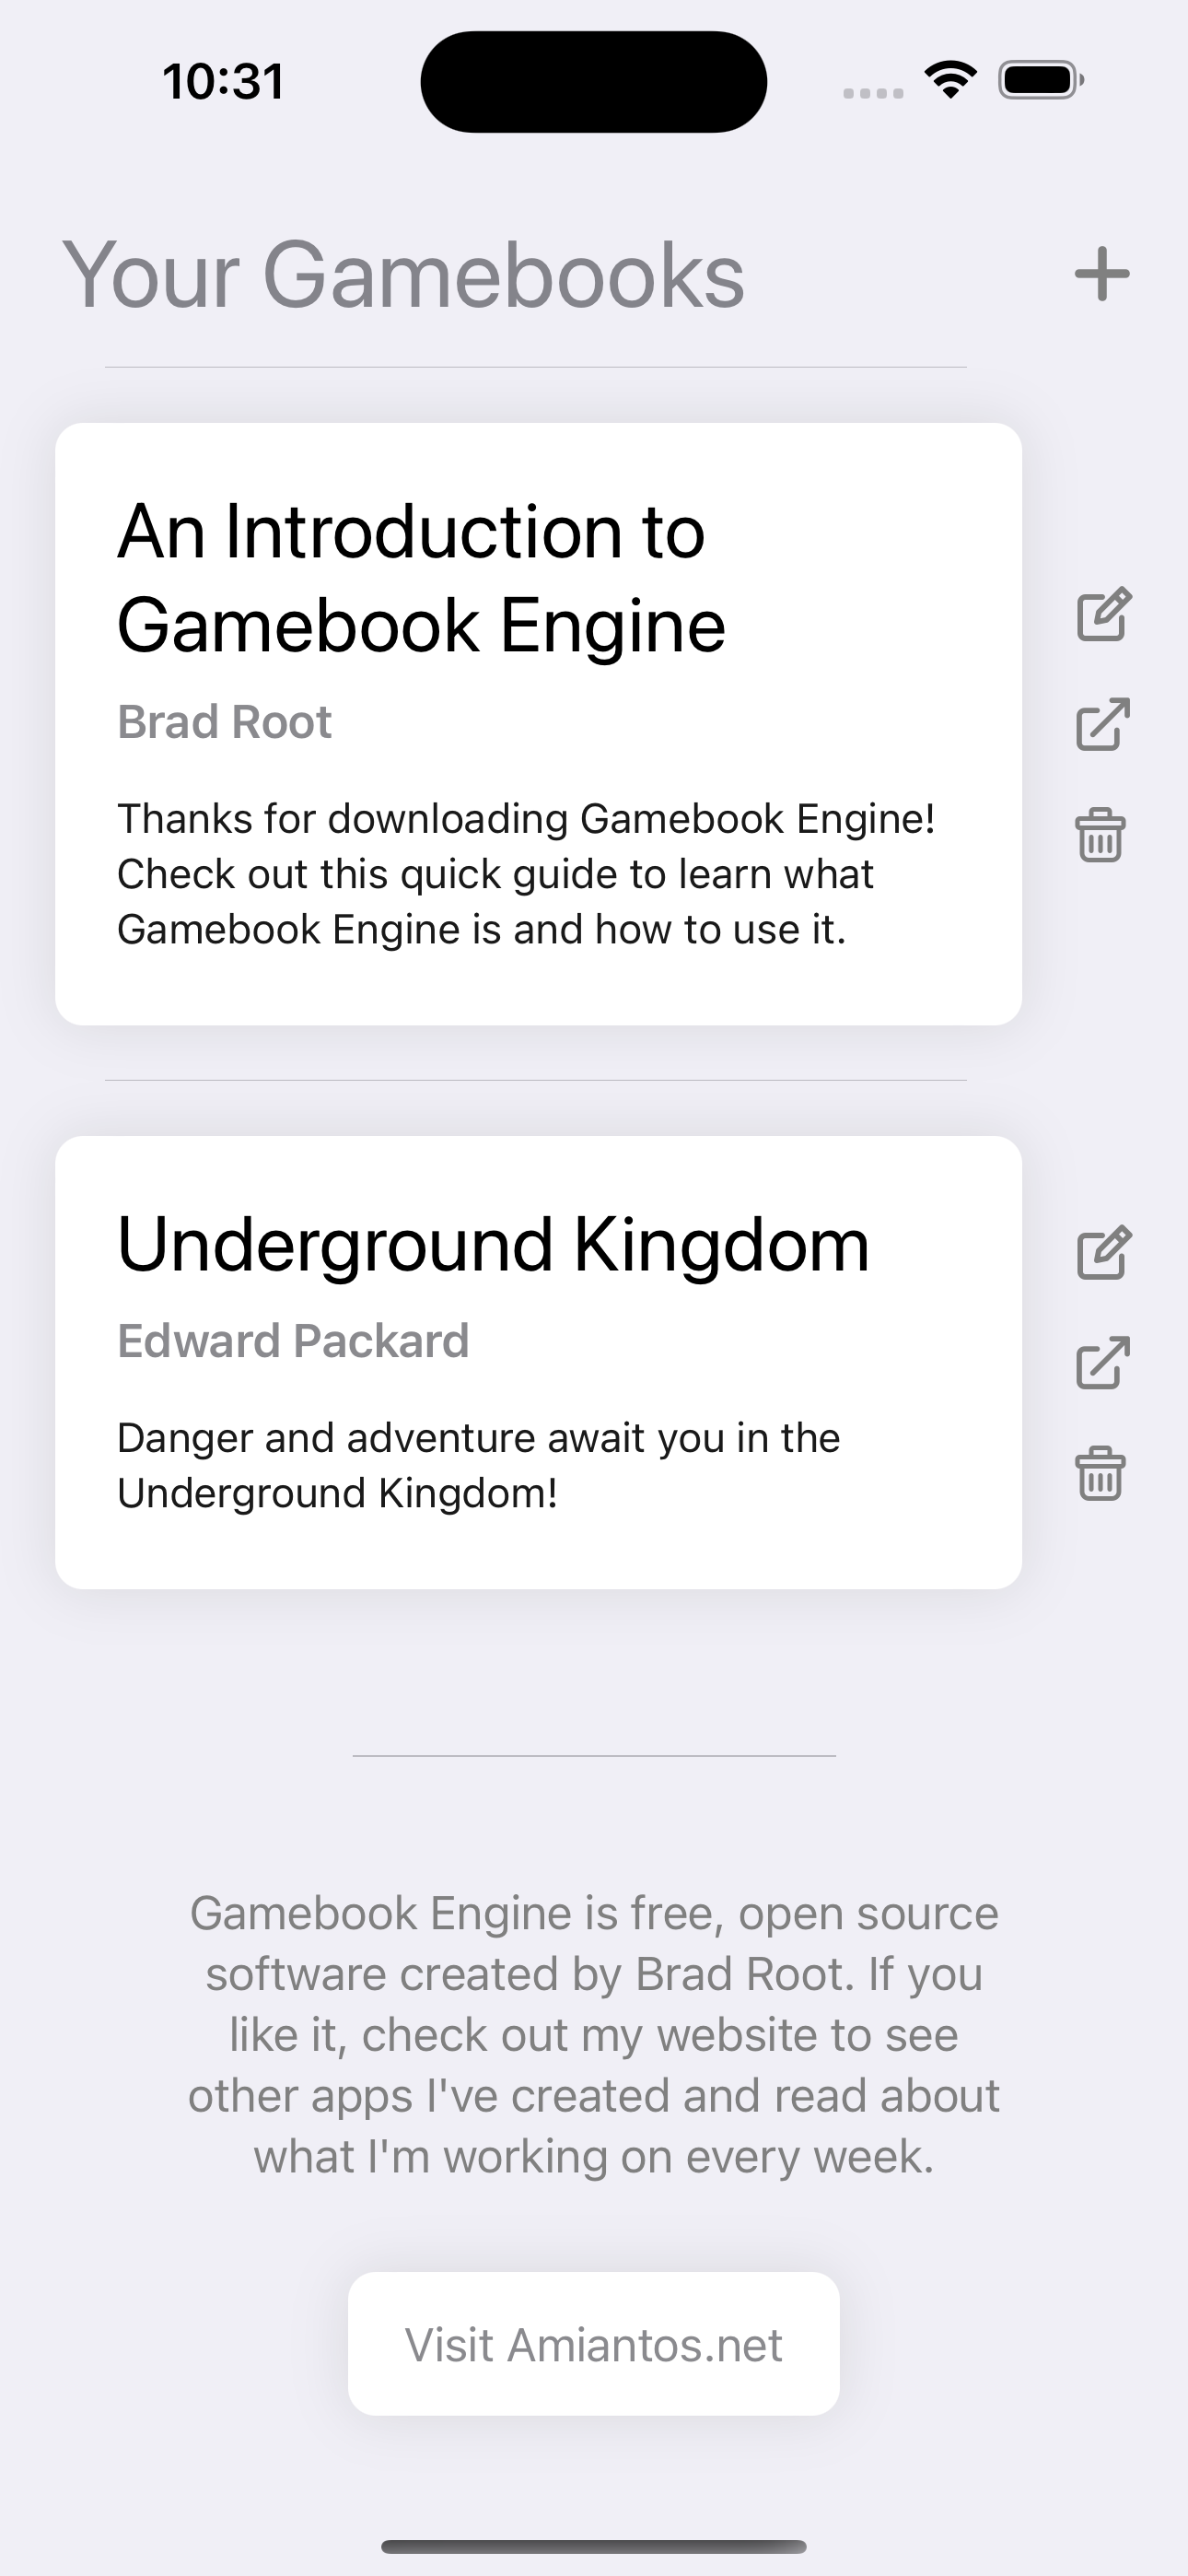 10:31
Your Gamebooks
An Introduction to
Gamebook Engine
Brad Root
Thanks for downloading Gamebook Engine!
Check out this quick guide to learn what
Gamebook Engine is and how to use it.
Underground Kingdom
Edward Packard
Danger and adventure await you in the
Underground Kingdom!
Gamebook Engine is free, open source
software created by Brad Root. If you
like it, check out my website to see
other apps I've created and read about
what I'm working on every week.
Visit Amiantos.net